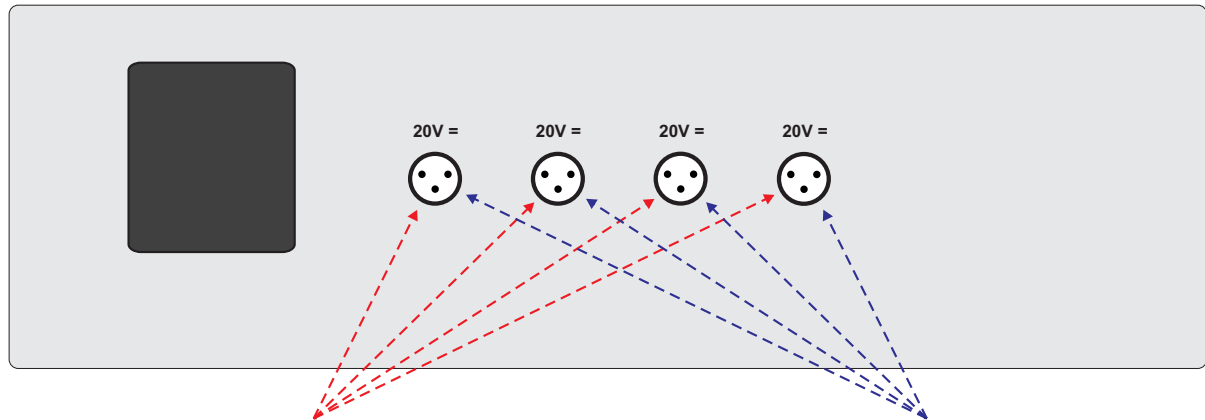 20V = 20V = 20V = 20V =